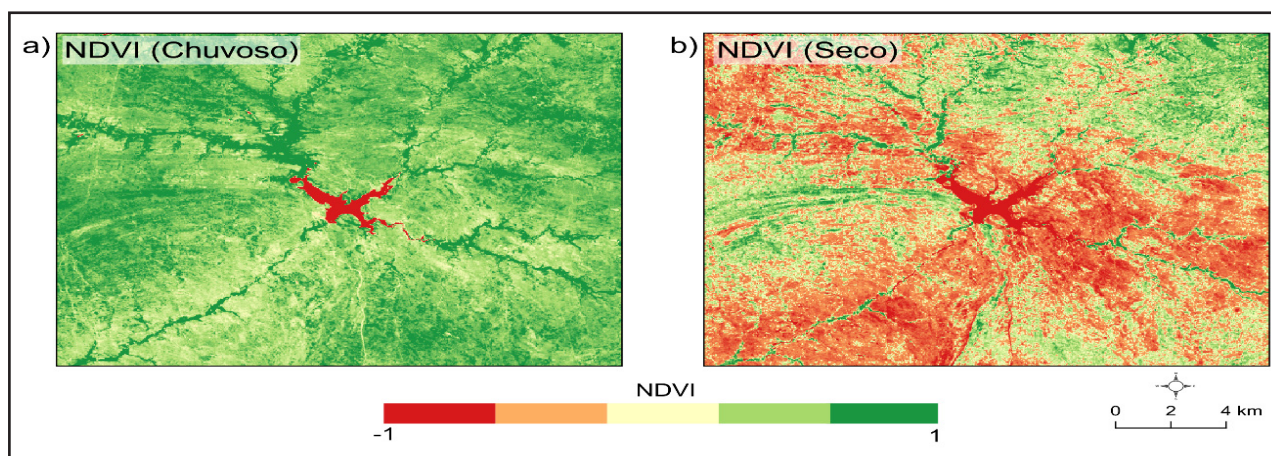 a) NDVI (Chuvoso)
b) NDVI (Seco)
NDVI
-1 1
0 2 4 km